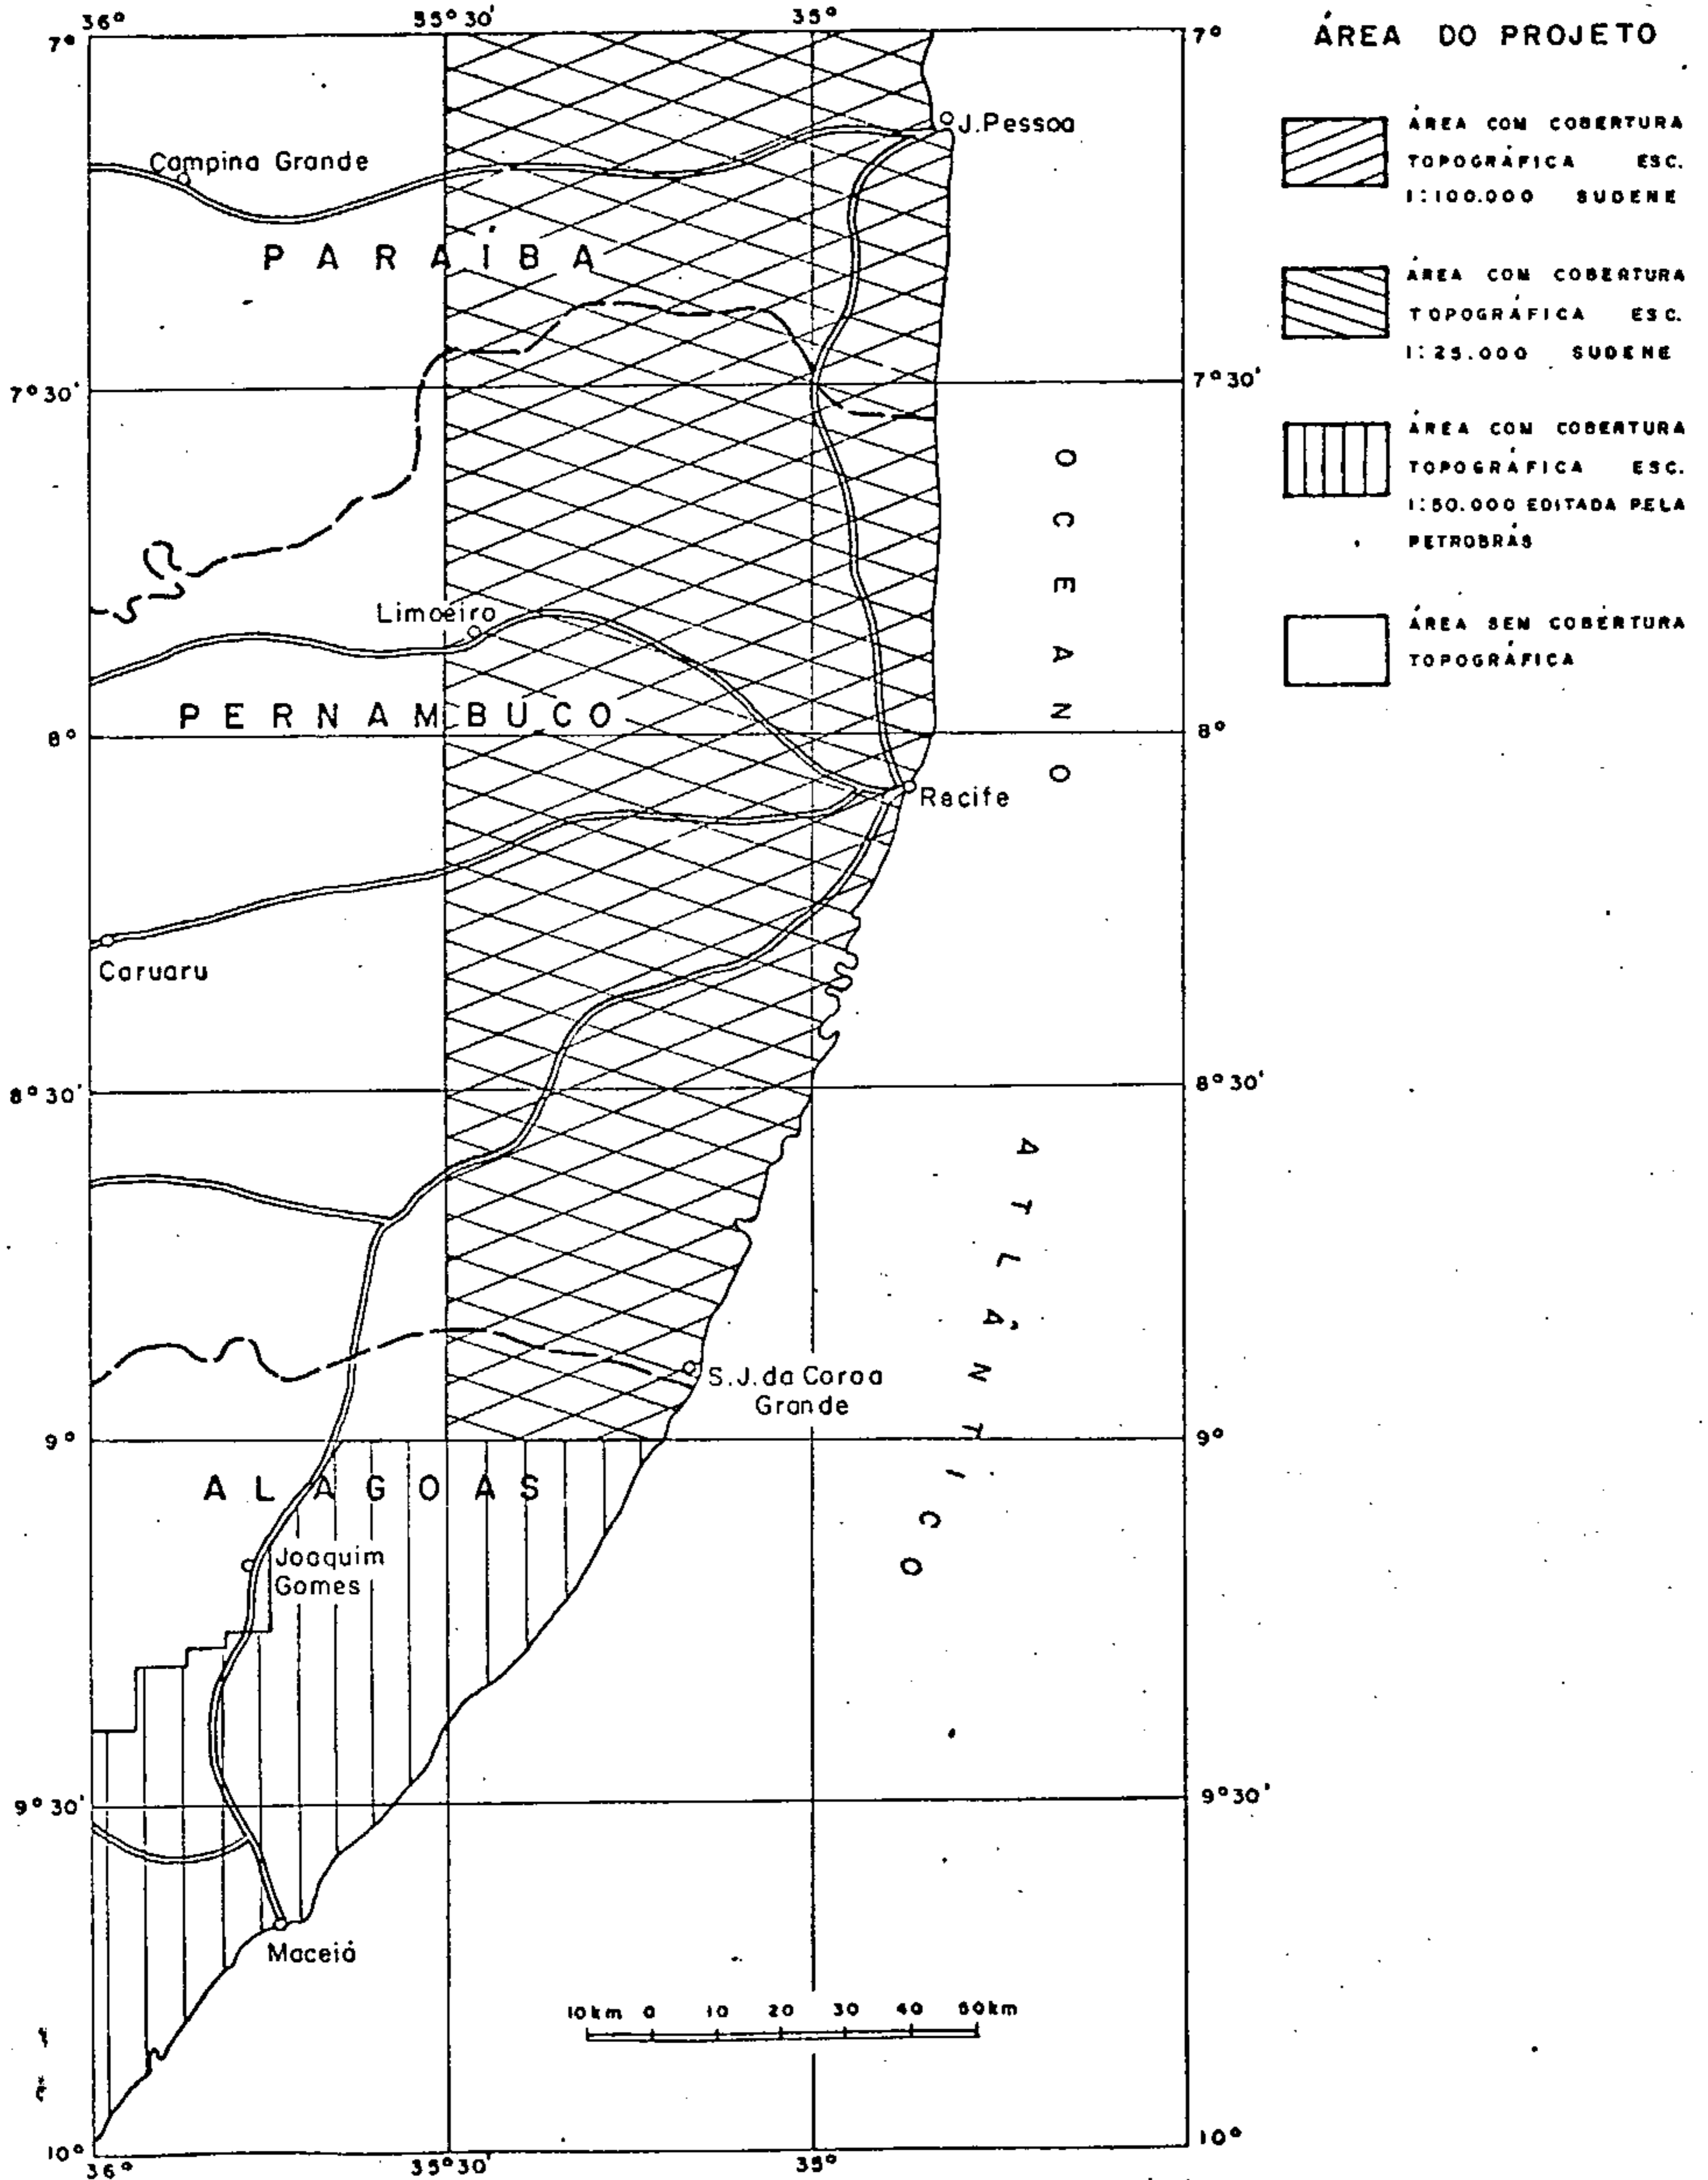 36°
35°30'
35°
7°
7°
ÁREA DO PROJETO
J.Pessoa
Campina Grande
ÁREA COM COBERTURA
TOPOGRÁFICA ESC.
1:100.000 SUDENE
PARAÍBA
ÁREA COM COBERTURA
TOPOGRÁFICA ESC.
1:25.000 SUDENE
7°30'
7°30'
ÁREA COM COBERTURA
TOPOGRÁFICA ESC.
1:50.000 EDITADA PELA
PETROBRÁS
OCEANO
Limoeiro
ÁREA SEM COBERTURA
TOPOGRÁFICA
PERNAMBUCO
8°
8°
Recife
Caruaru
8°30'
8°30'
ATLÁNTICO
S.J.da Coroa
Grande
9°
9°
ALAGOAS
Joaquim
Gomes
9°30'
9°30'
Maceió
10km 0 10 20 30 40 50km
10°
10°
36°
35°30'
35°